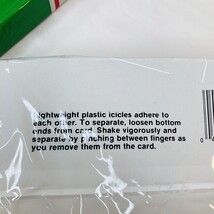 Lightweight plastic icicles adhere to
each other. To separate, loosen bottom
ends from card. Shake vigorously and
separate by pinching between fingers as
you remove them from the card.
0